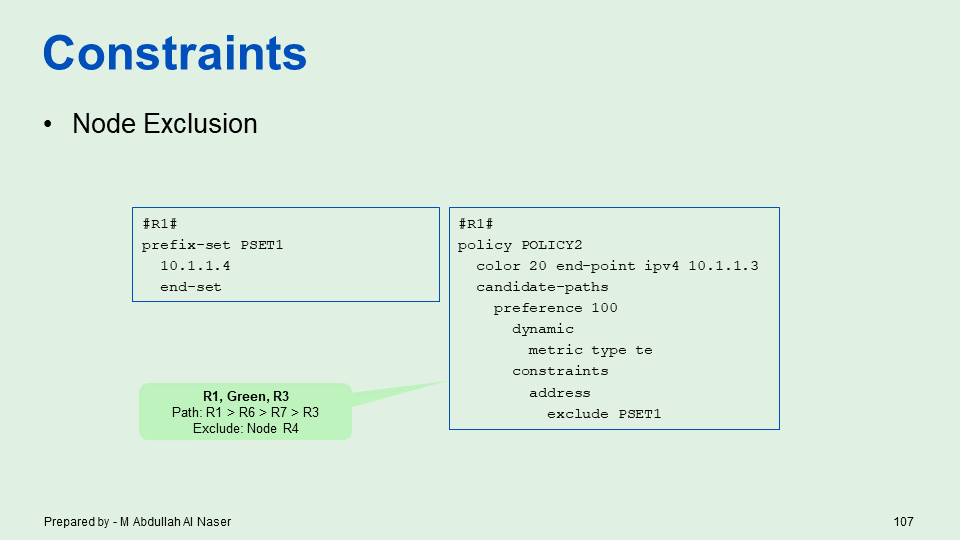 Constraints
• Node Exclusion
#R1#
prefix-set PSET1
10.1.1.4
end-set
#R1#
policy POLICY2
color 20 end-point ipv4 10.1.1.3
candidate-paths
preference 100
dynamic
metric type te
constraints
address
exclude PSET1
R1, Green, R3
Path: R1 > R6 > R7 > R3
Exclude: Node R4
Prepared by - M Abdullah Al Naser
107